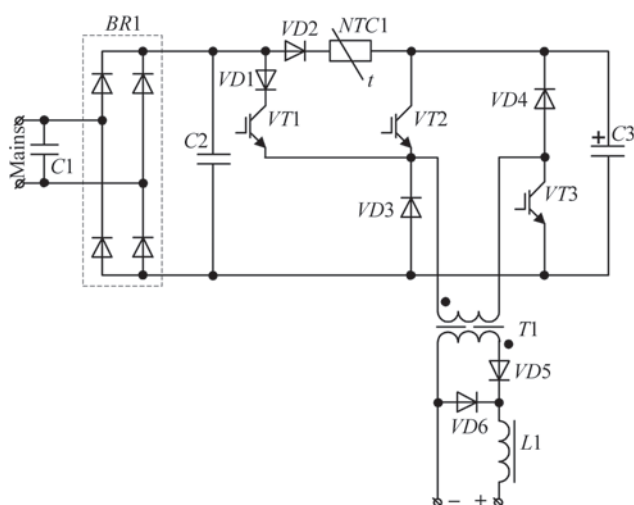 BR1
VD2
NTC1
t
VD1
VT1
VT2
VD4
C2
+
C3
Mains
C1
VD3
VT3
T1
VD5
VD6
L1
- +